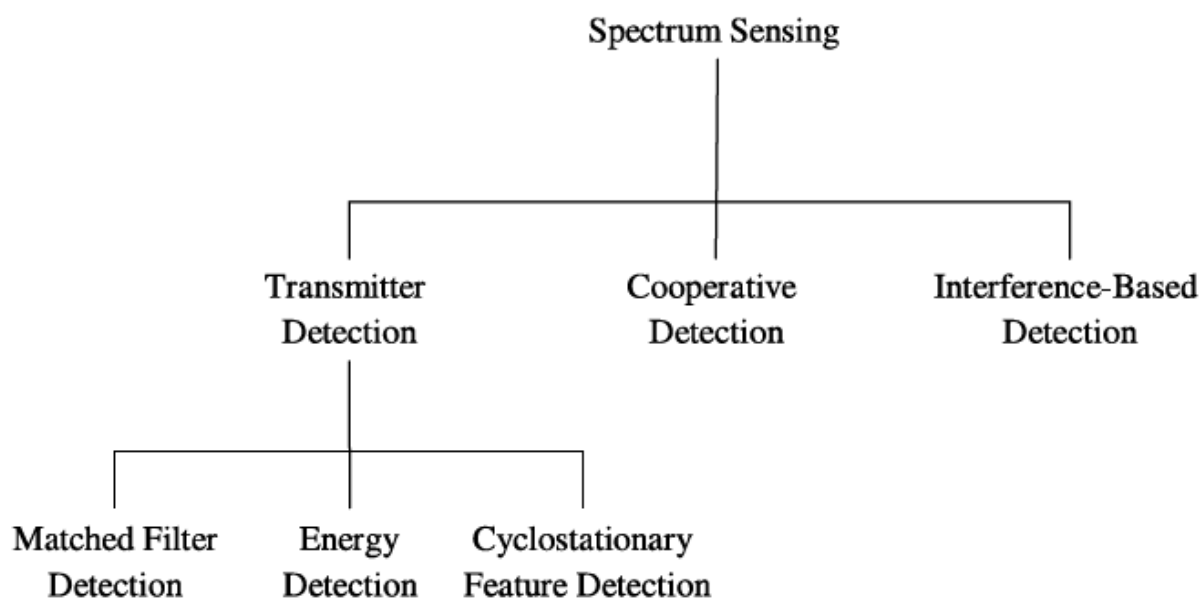 Spectrum Sensing
Transmitter
Detection
Cooperative
Detection
Interference-Based
Detection
Matched Filter
Detection
Energy
Detection
Cyclostationary
Feature Detection